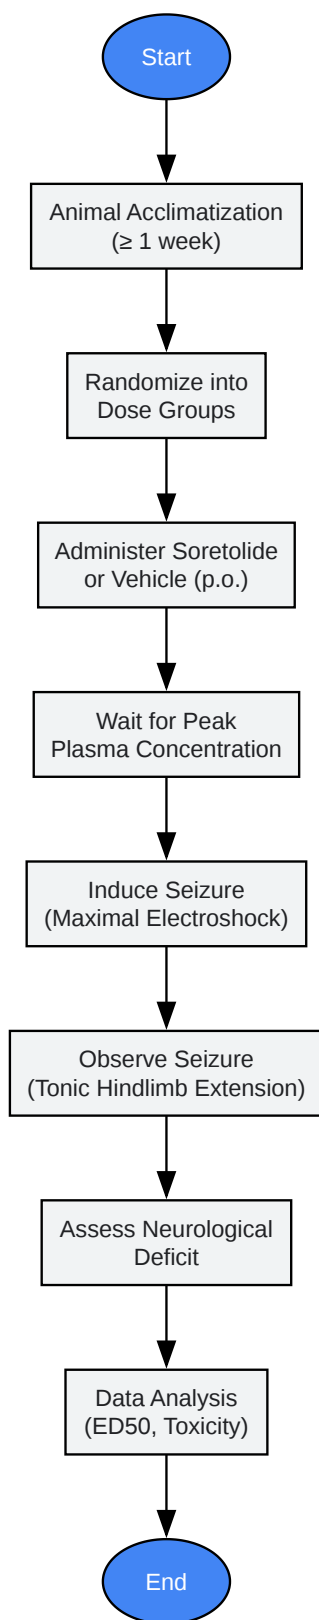 Start
Animal Acclimatization
(≥ 1 week)
Randomize into
Dose Groups
Administer Soretolide
or Vehicle (p.o.)
Wait for Peak
Plasma Concentration
Induce Seizure
(Maximal Electroshock)
Observe Seizure
(Tonic Hindlimb Extension)
Assess Neurological
Deficit
Data Analysis
(ED50, Toxicity)
End